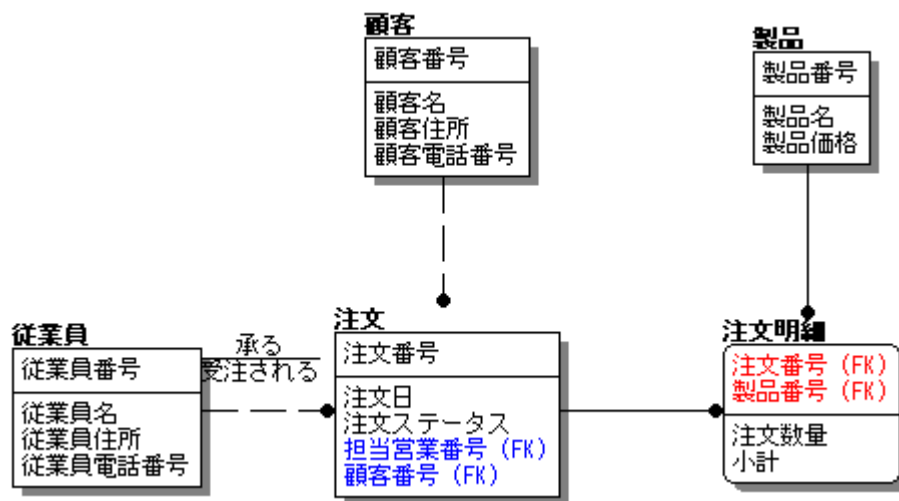 顧客
顧客番号
顧客名
顧客住所
顧客電話番号
製品
製品番号
製品名
製品価格
従業員
従業員番号
従業員名
従業員住所
従業員電話番号
承る
受注される
注文
注文番号
注文日
注文ステータス
担当営業番号 (FK)
顧客番号 (FK)
注文明細
注文番号 (FK)
製品番号 (FK)
注文数量
小計